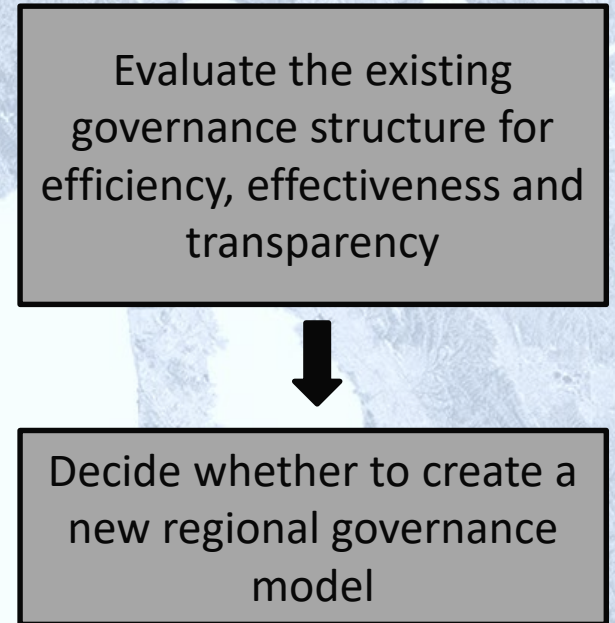 Evaluate the existing
governance structure for
efficiency, effectiveness and
transparency
Decide whether to create a
new regional governance
model